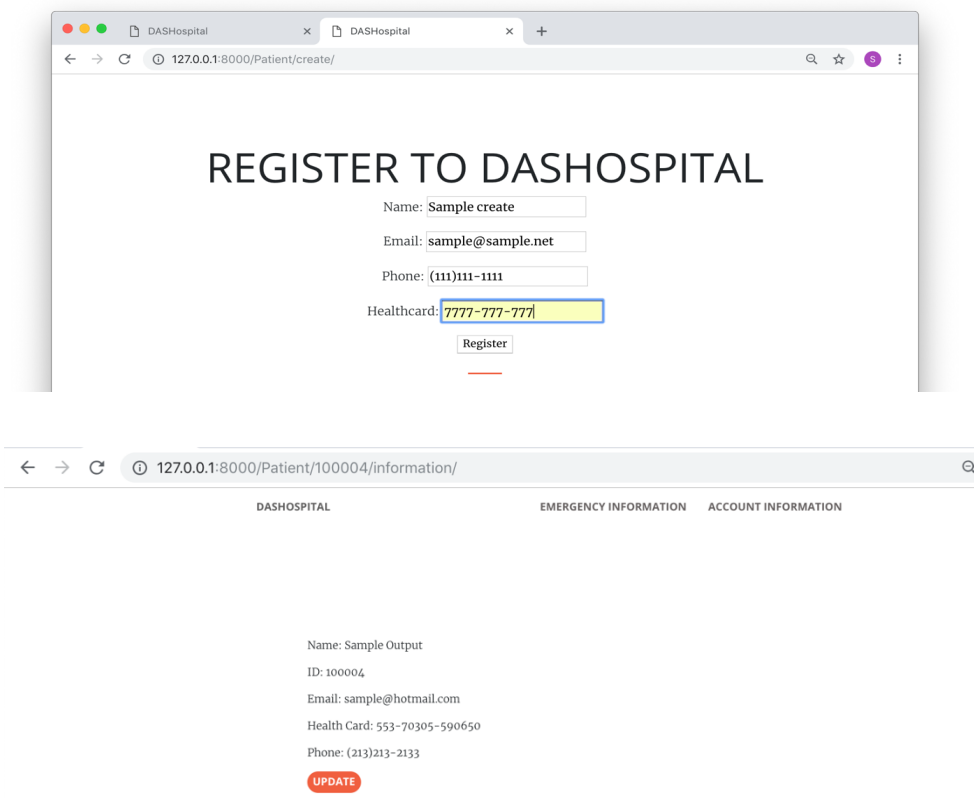 DASHospital
DASHospital
127.0.0.1:8000/Patient/create/
S
REGISTER TO DASHOSPITAL
Name: Sample create
Email: sample@sample.net
Phone: (111)111-1111
Healthcard: 7777-777-777
Register
127.0.0.1:8000/Patient/100004/information/
DASHOSPITAL EMERGENCY INFORMATION ACCOUNT INFORMATION
Name: Sample Output
ID: 100004
Email: sample@hotmail.com
Health Card: 553-70305-590650
Phone: (213)213-2133
UPDATE